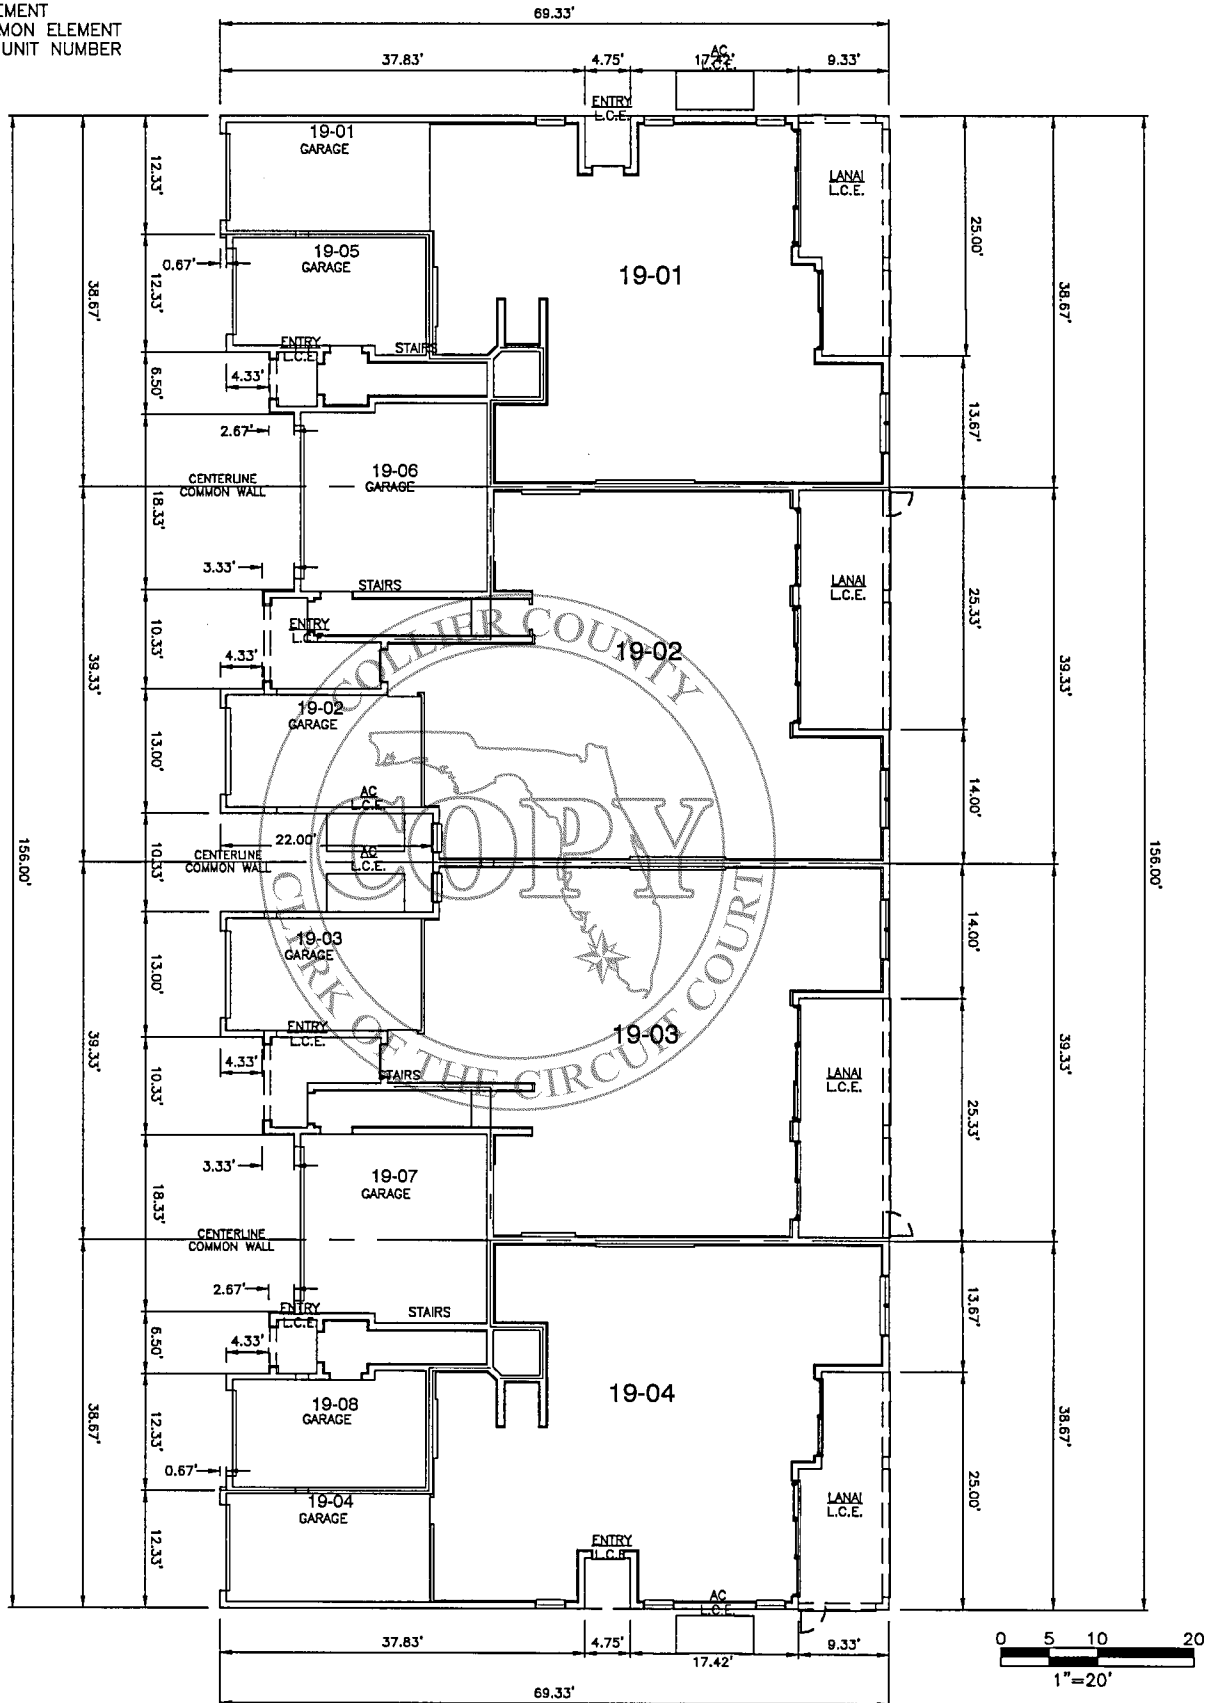 EMENT
MON ELEMENT
UNIT NUMBER
69.33'
37.83'
4.75'
17.42'
9.33'
AC
L.C.E.
ENTRY
L.C.E.
19-01
GARAGE
LANAI
L.C.E.
12.33'
25.00'
19-05
GARAGE
0.67'
19-01
12.33'
38.67'
38.67'
ENTRY
L.C.E.
STAIRS
4.33'
6.50'
13.67'
2.67'
19-06
GARAGE
CENTERLINE
COMMON WALL
18.33'
3.33'
STAIRS
LANAI
L.C.E.
25.33'
ENTRY
10.33'
19-02
4.33'
39.33'
39.33'
19-02
GARAGE
13.00'
14.00'
AC
L.C.E.
22.00'
CENTERLINE
COMMON WALL
AC
L.C.E.
10.33'
156.00'
156.00'
COLLIER COUNTY
COPY
CLERK OF THE CIRCUIT COURT
19-03
GARAGE
14.00'
13.00'
ENTRY
L.C.E.
19-03
4.33'
STAIRS
39.33'
39.33'
10.33'
LANAI
L.C.E.
25.33'
3.33'
19-07
GARAGE
18.33'
CENTERLINE
COMMON WALL
2.67'
ENTRY
L.C.E
STAIRS
13.67'
4.33'
6.50'
19-08
GARAGE
19-04
12.33'
38.67'
38.67'
0.67'
19-04
GARAGE
LANAI
L.C.E.
25.00'
12.33'
ENTRY
L.C.E
AC
L.C.E.
37.83'
4.75'
17.42'
9.33'
69.33'
0 5 10 20
1"=20'